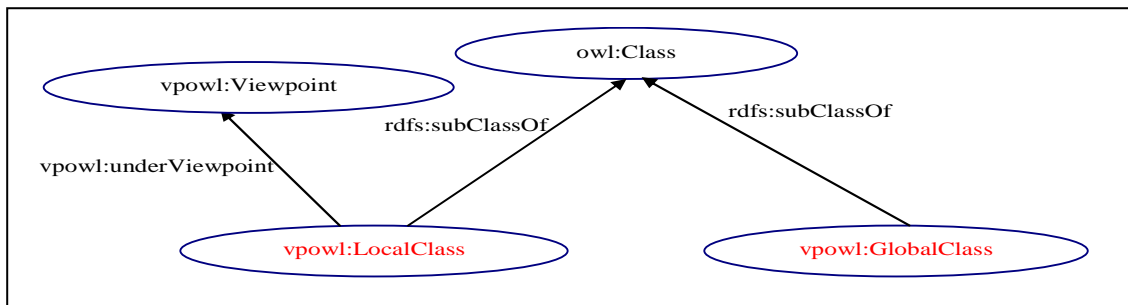 owl:Class
vpowl:Viewpoint
rdfs:subClassOf
rdfs:subClassOf
vpowl:underViewpoint
vpowl:LocalClass
vpowl:GlobalClass